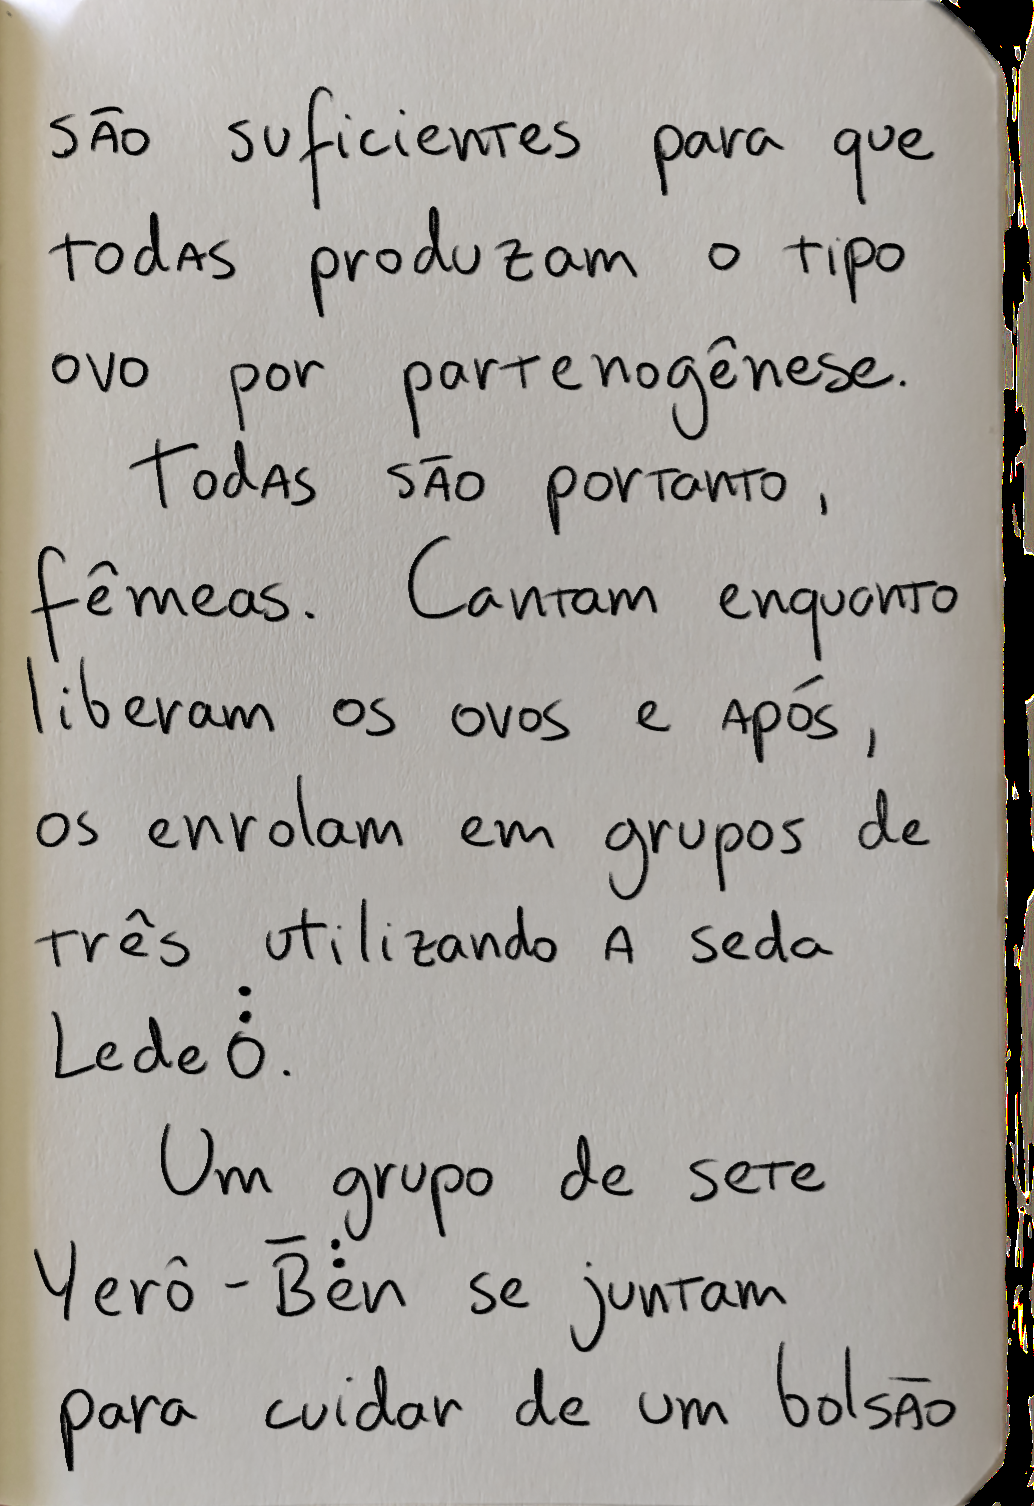 são suficientes para que
todas produzam o tipo
ovo por partenogênese.
Todas são portanto,
fêmeas. Cantam enquanto
liberam os ovos e após,
os enrolam em grupos de
três utilizando a seda
Ledeȯ̇.
Um grupo de sete
Yerô-B̄ė̇n se juntam
para cuidar de um bolsão